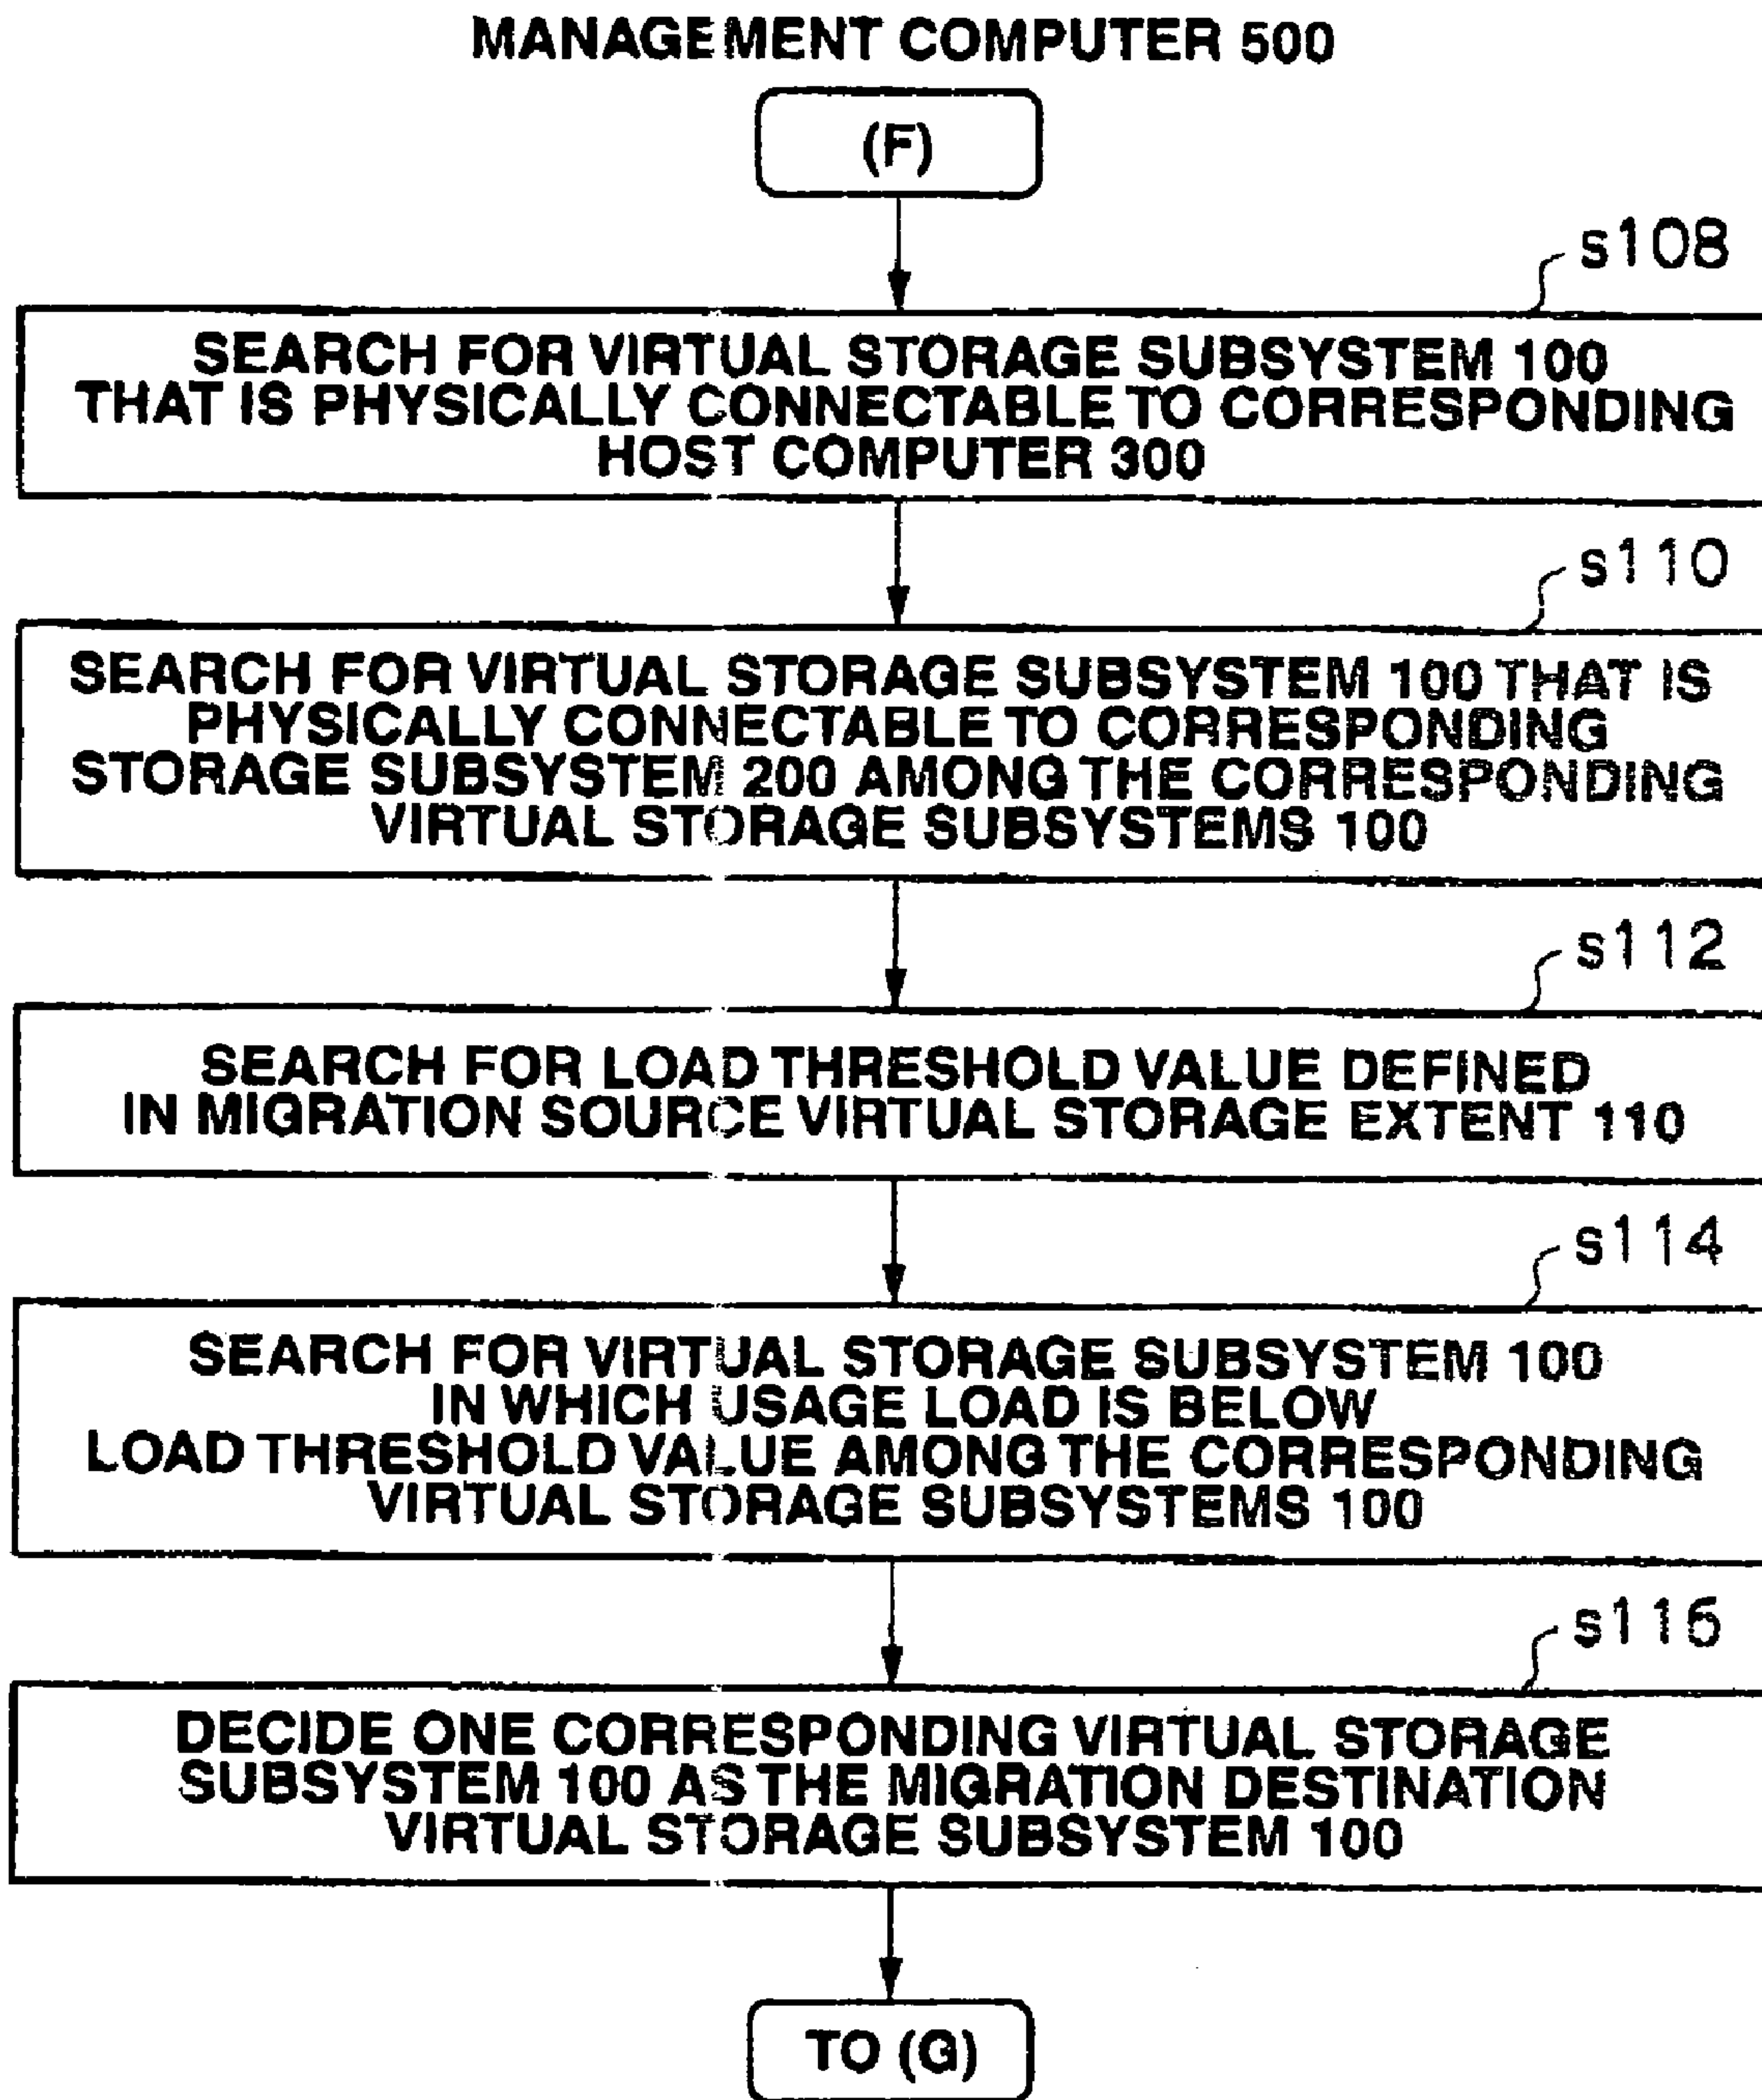 MANAGEMENT COMPUTER 500
(F)
s108
SEARCH FOR VIRTUAL STORAGE SUBSYSTEM 100
THAT IS PHYSICALLY CONNECTABLE TO CORRESPONDING
HOST COMPUTER 300
s110
SEARCH FOR VIRTUAL STORAGE SUBSYSTEM 100 THAT IS
PHYSICALLY CONNECTABLE TO CORRESPONDING
STORAGE SUBSYSTEM 200 AMONG THE CORRESPONDING
VIRTUAL STORAGE SUBSYSTEMS 100
s112
SEARCH FOR LOAD THRESHOLD VALUE DEFINED
IN MIGRATION SOURCE VIRTUAL STORAGE EXTENT 110
s114
SEARCH FOR VIRTUAL STORAGE SUBSYSTEM 100
IN WHICH USAGE LOAD IS BELOW
LOAD THRESHOLD VALUE AMONG THE CORRESPONDING
VIRTUAL STORAGE SUBSYSTEMS 100
s116
DECIDE ONE CORRESPONDING VIRTUAL STORAGE
SUBSYSTEM 100 AS THE MIGRATION DESTINATION
VIRTUAL STORAGE SUBSYSTEM 100
TO (G)